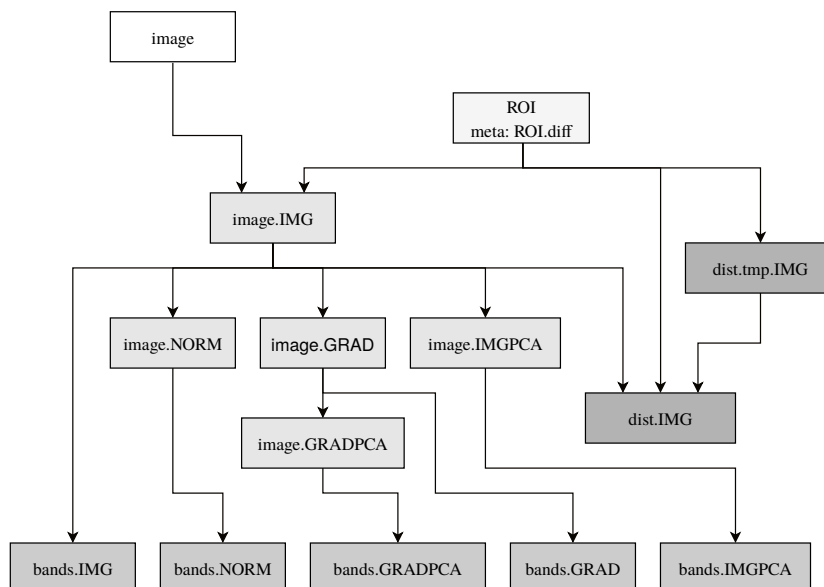 image
ROI
meta: ROI.diff
image.IMG
dist.tmp.IMG
image.NORM
image.GRAD
image.IMGPCA
dist.IMG
image.GRADPCA
bands.IMG
bands.NORM
bands.GRADPCA
bands.GRAD
bands.IMGPCA